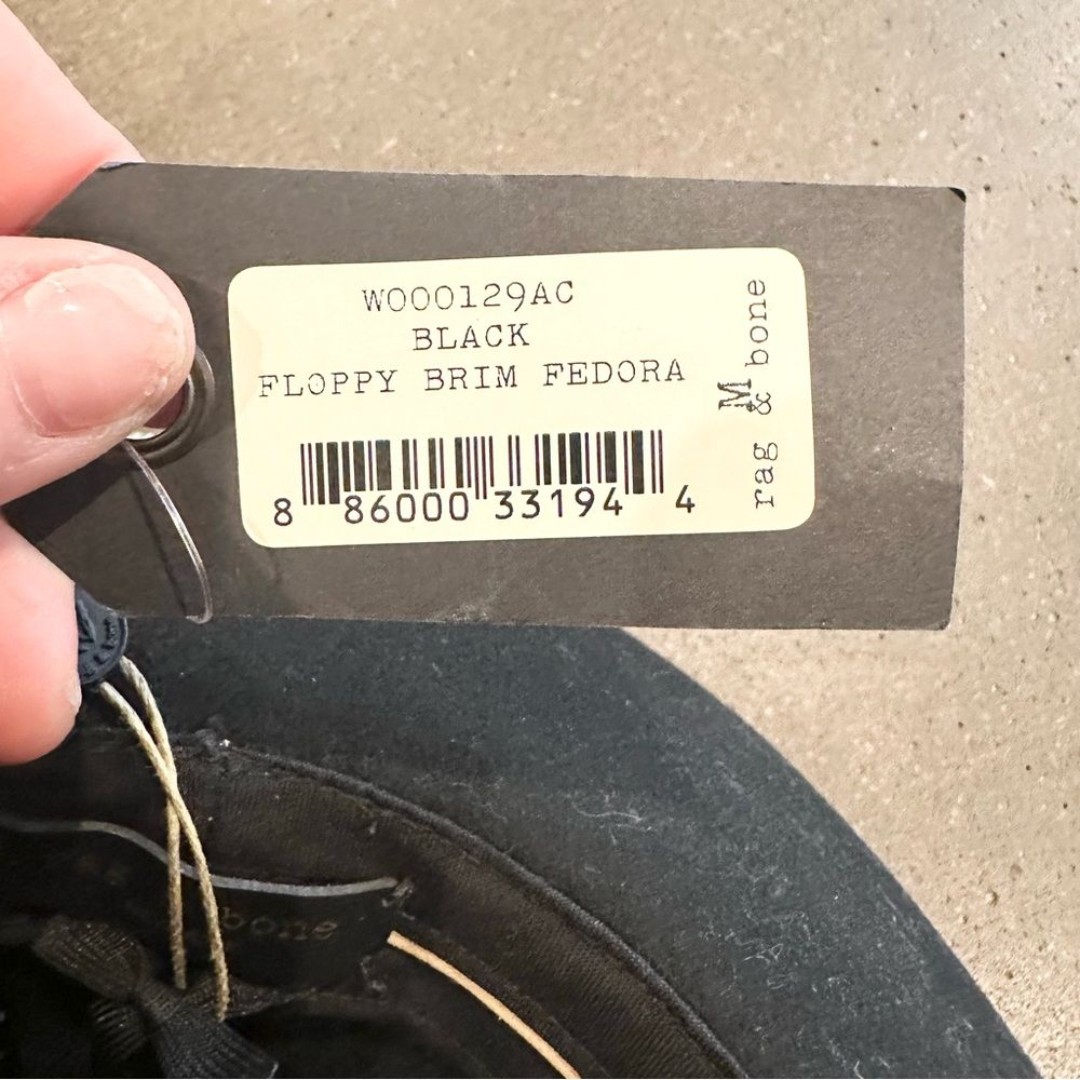 W000129AC
BLACK
FLOPPY BRIM FEDORA
8 86000 33194 4
M
rag & bone
bone